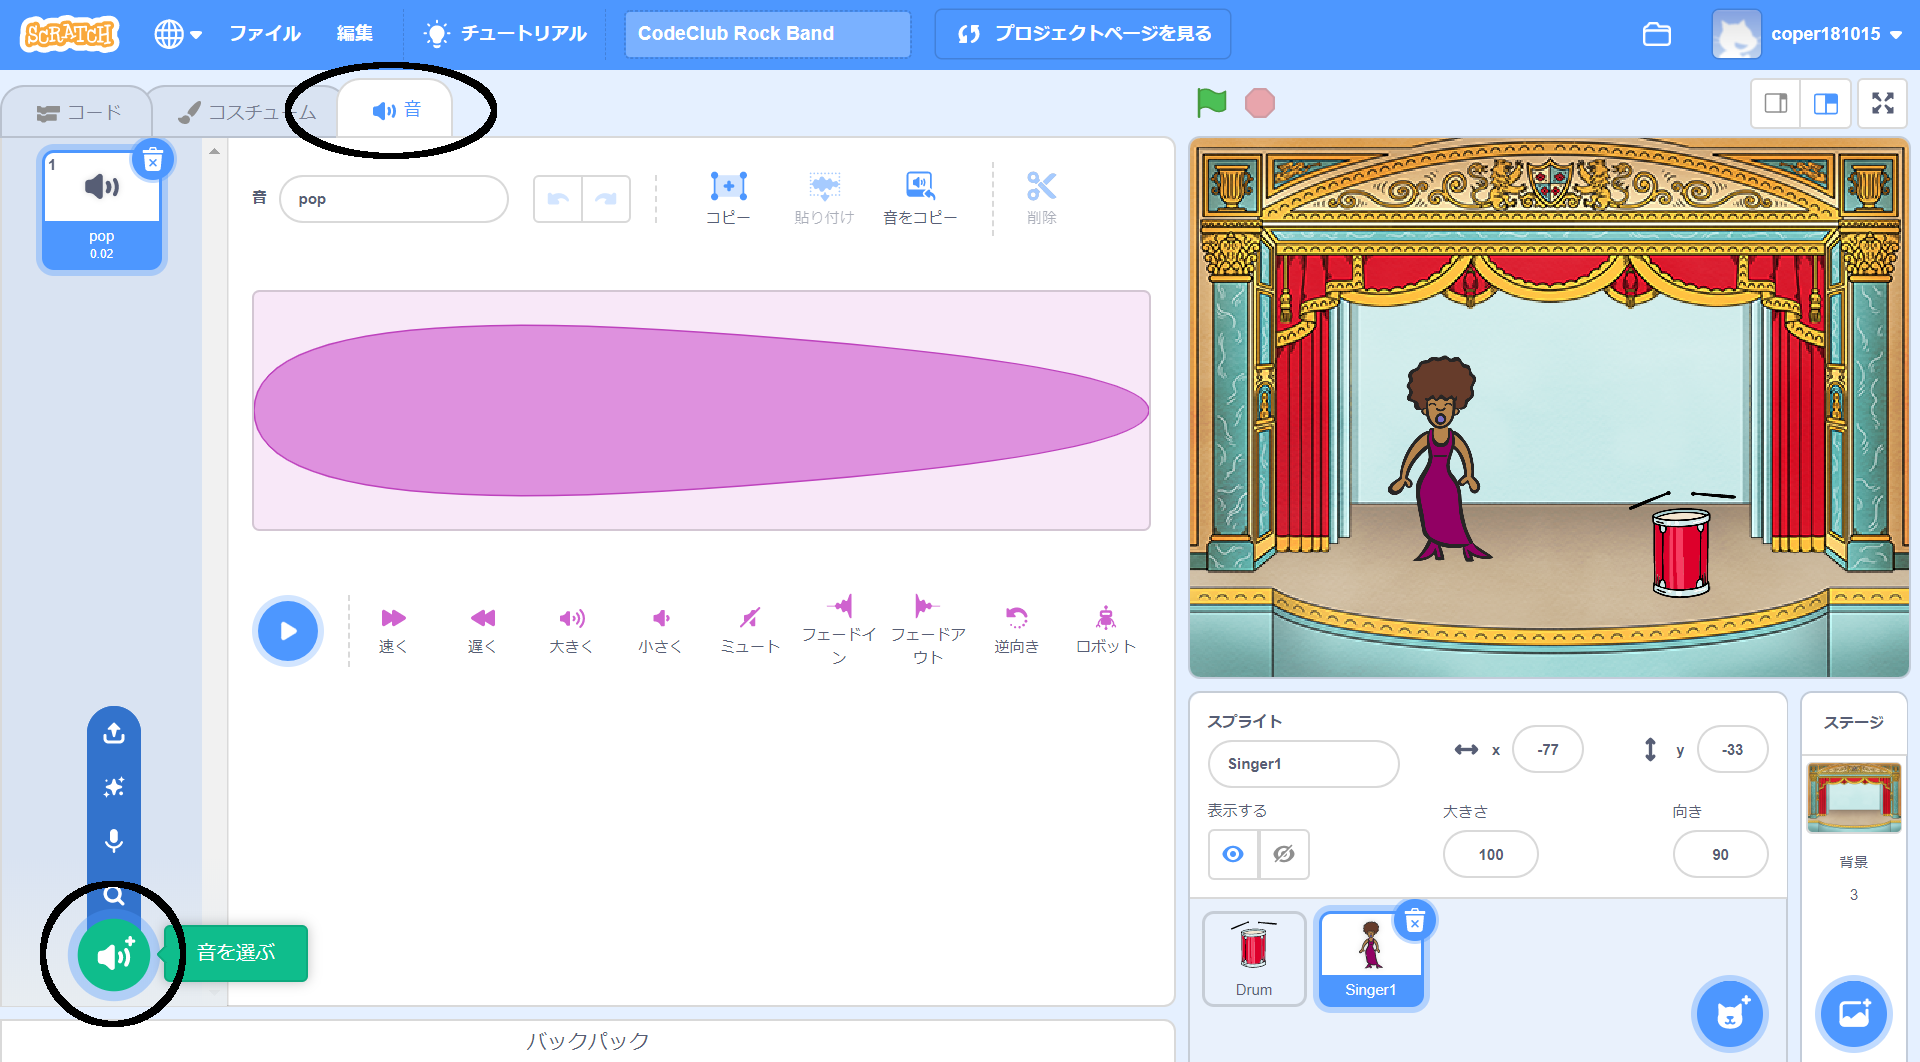 SCRATCH
ファイル
編集
チュートリアル
CodeClub Rock Band
プロジェクトページを見る
coper181015
コード
コスチューム
音
1
pop
0.02
音
pop
コピー
貼り付け
音をコピー
削除
速く
遅く
大きく
小さく
ミュート
フェードイ
ン
フェードア
ウト
逆向き
ロボット
音を選ぶ
バックパック
スプライト
Singer1
x
-77
y
-33
表示する
大きさ
100
向き
90
Drum
Singer1
ステージ
背景
3